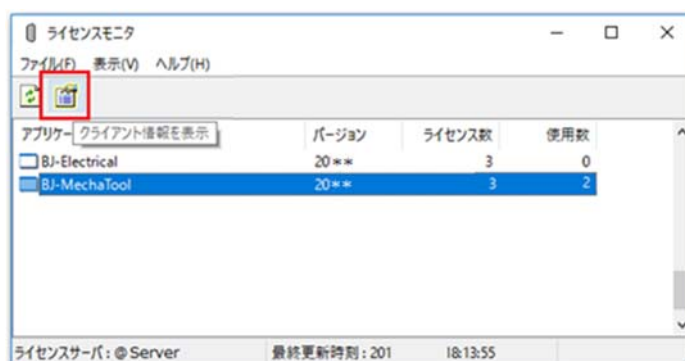 ライセンスモニタ
ファイル(F) 表示(V) ヘルプ(H)
クライアント情報を表示
アプリケー バージョン ライセンス数 使用数
BJ-Electrical 20** 3 0
BJ-MechaTool 20** 3 2
ライセンスサーバ:@Server 最終更新時刻:201 18:13:55